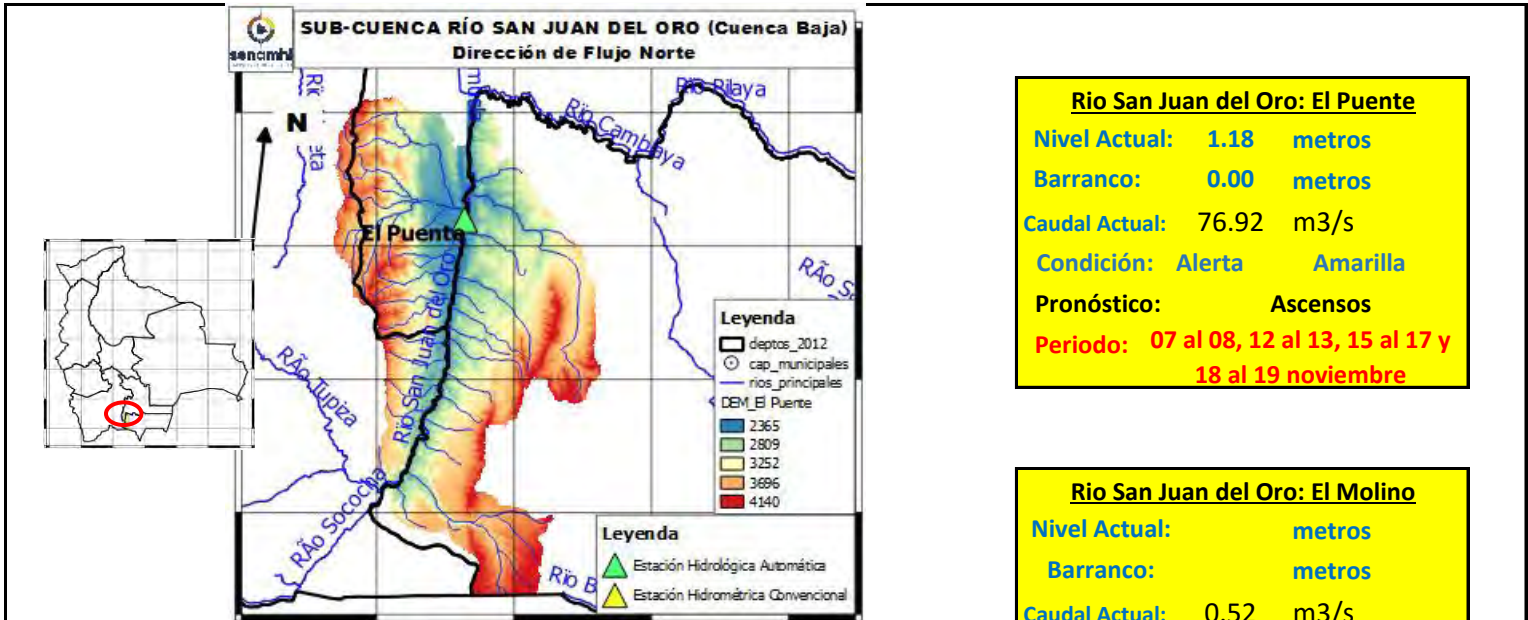 senamhi
SUB-CUENCA RÍO SAN JUAN DEL ORO (Cuenca Baja)
Dirección de Flujo Norte
N
Río Pilaya
Río Camblaya
El Puente
Río San Juan del Oro
RÃo S
RÃo Tupiza
RÃo Sococha
Río B
Leyenda
deptos_2012
cap_municipales
rios_principales
DEM_El Puente
2365
2809
3252
3696
4140
Leyenda
Estación Hidrológica Automática
Estación Hidrométrica Convencional
Rio San Juan del Oro: El Puente
Nivel Actual: 1.18 metros
Barranco: 0.00 metros
Caudal Actual: 76.92 m3/s
Condición: Alerta Amarilla
Pronóstico: Ascensos
Periodo: 07 al 08, 12 al 13, 15 al 17 y
18 al 19 noviembre
Rio San Juan del Oro: El Molino
Nivel Actual: metros
Barranco: metros
Caudal Actual: 0.52 m3/s